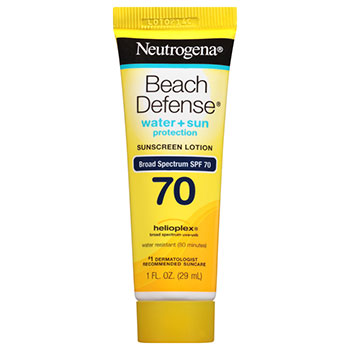 Neutrogena®
Beach
Defense®
water + sun
protection
SUNSCREEN LOTION
Broad Spectrum SPF 70
70
helioplex®
broad spectrum uva•uvb
water resistant (80 minutes)
#1 DERMATOLOGIST
RECOMMENDED SUNCARE
1 FL. OZ. (29 mL)